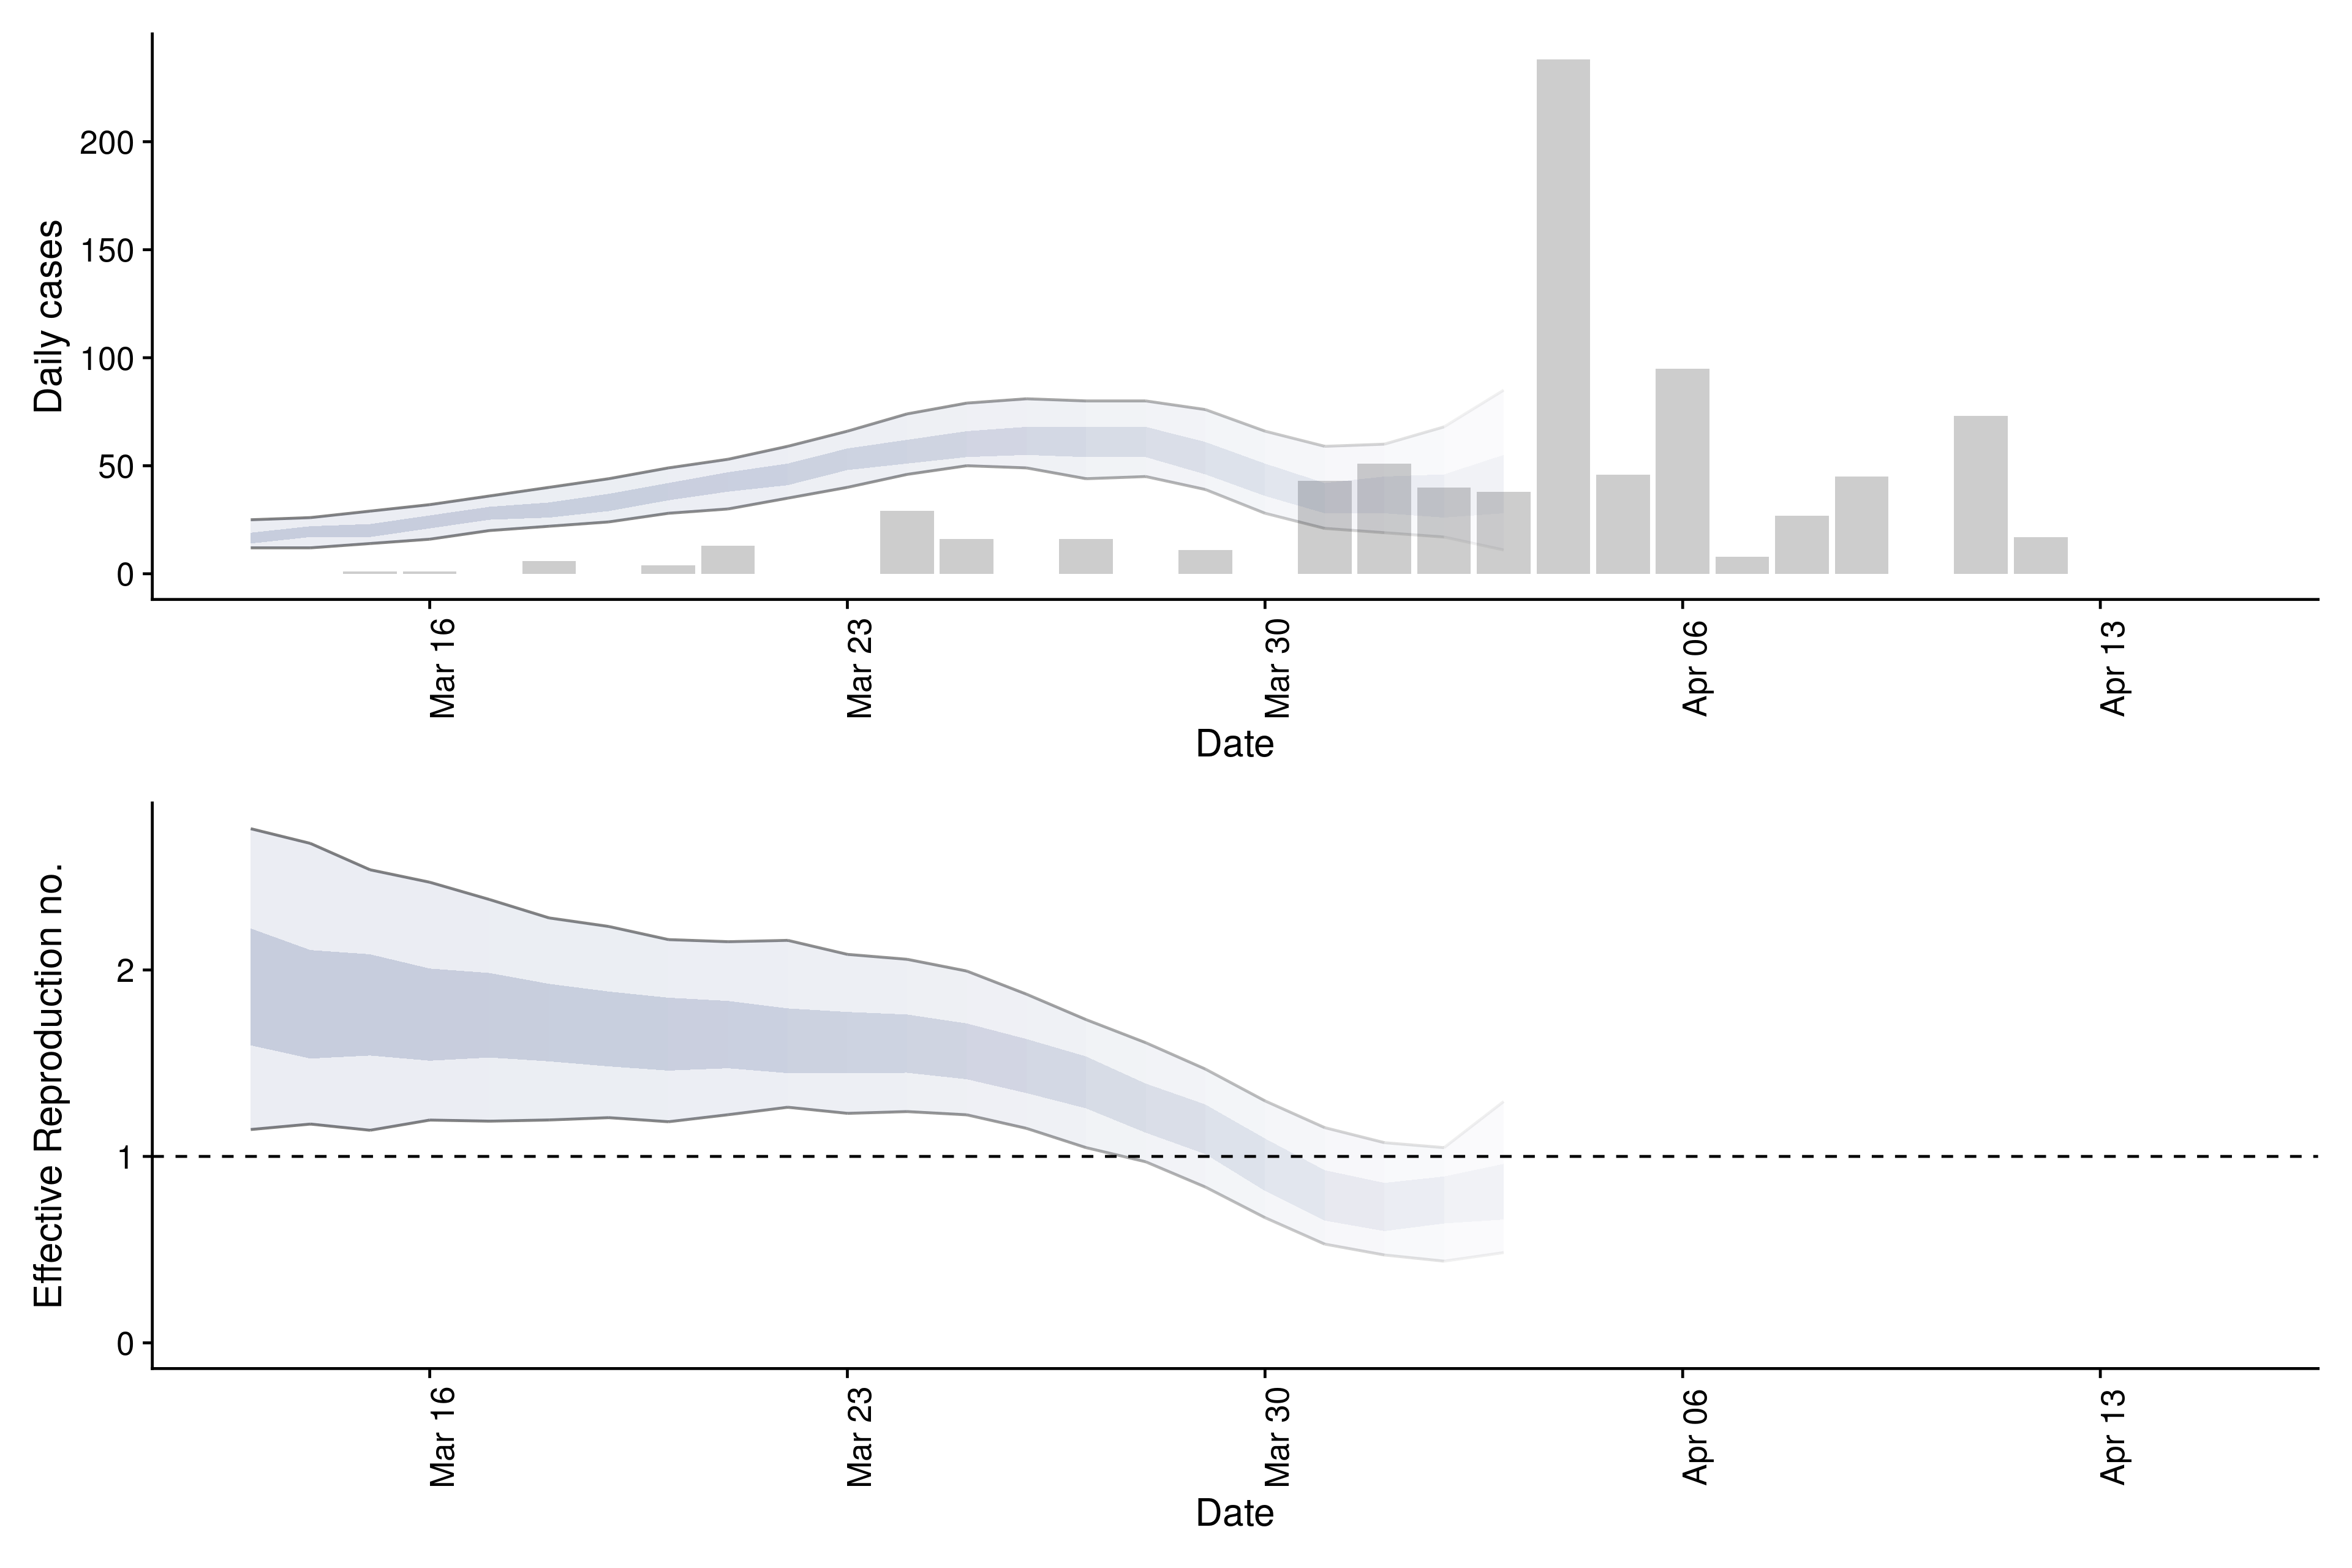 Daily cases
200
150
100
50
0
Mar 16
Mar 23
Mar 30
Apr 06
Apr 13
Date
Effective Reproduction no.
2
1
0
Mar 16
Mar 23
Mar 30
Apr 06
Apr 13
Date